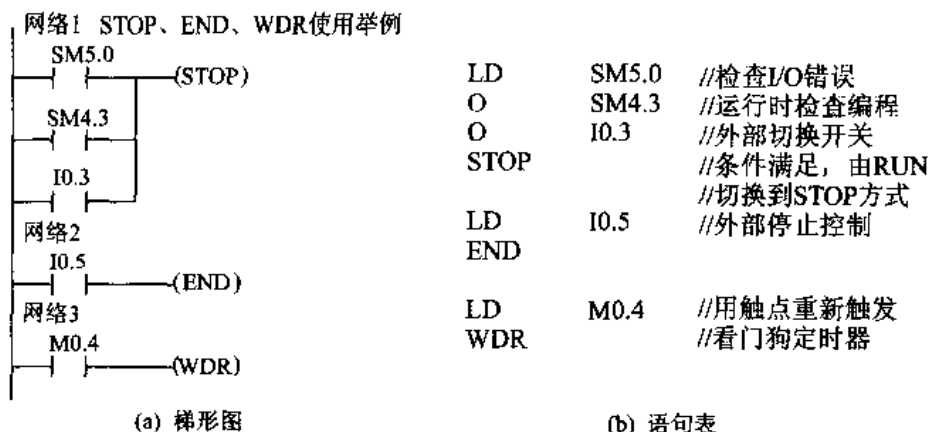 网络1 STOP、END、WDR使用举例
SM5.0
(STOP)
SM4.3
I0.3
网络2
I0.5
(END)
网络3
M0.4
(WDR)
(a) 梯形图
LD SM5.0 //检查I/O错误
O SM4.3 //运行时检查编程
O I0.3 //外部切换开关
STOP //条件满足，由RUN
//切换到STOP方式
LD I0.5 //外部停止控制
END
LD M0.4 //用触点重新触发
WDR //看门狗定时器
(b) 语句表